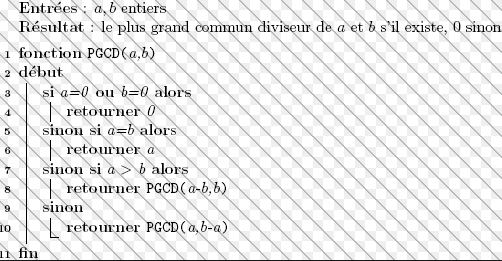 Entrées : a, b entiers
Résultat : le plus grand commun diviseur de a et b s'il existe, 0 sinon
1 fonction PGCD(a,b)
2 début
3 si a=0 ou b=0 alors
4 retourner 0
5 sinon si a=b alors
6 retourner a
7 sinon si a > b alors
8 retourner PGCD(a-b,b)
9 sinon
10 retourner PGCD(a,b-a)
11 fin